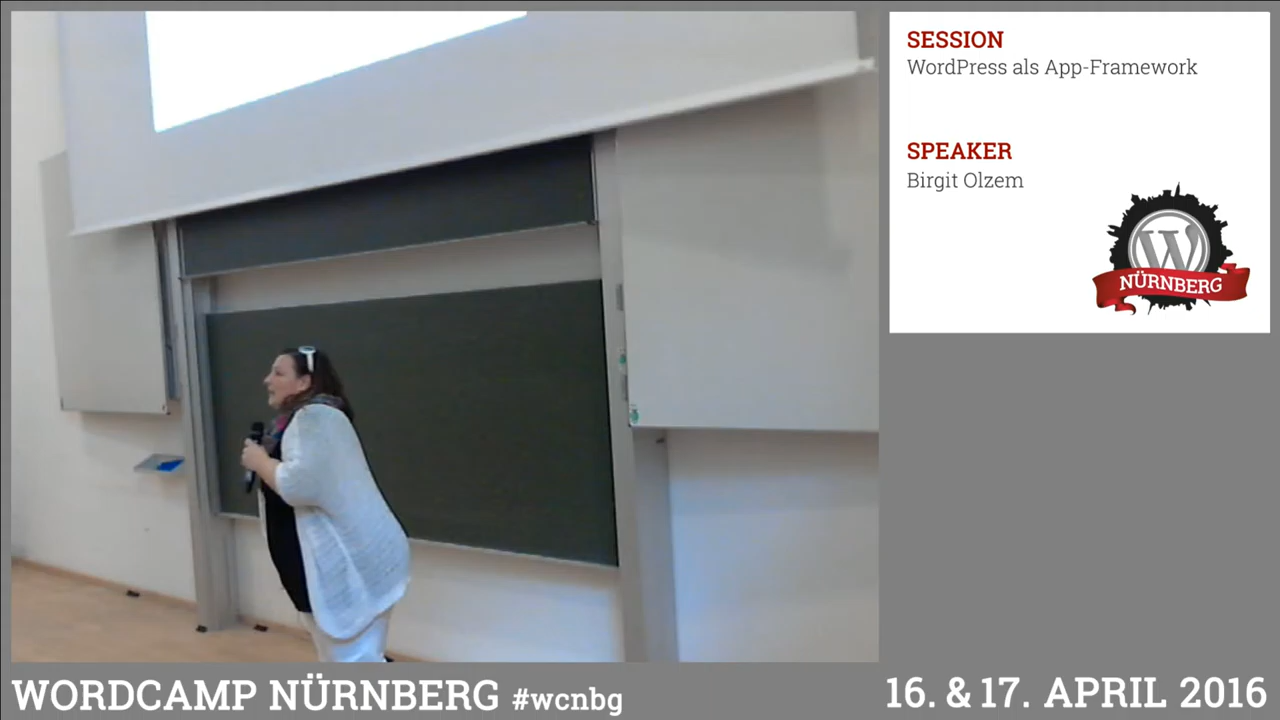 SESSION
WordPress als App-Framework
SPEAKER
Birgit Olzem
W
NÜRNBERG
WORDCAMP NÜRNBERG #wcnbg
16. & 17. APRIL 2016